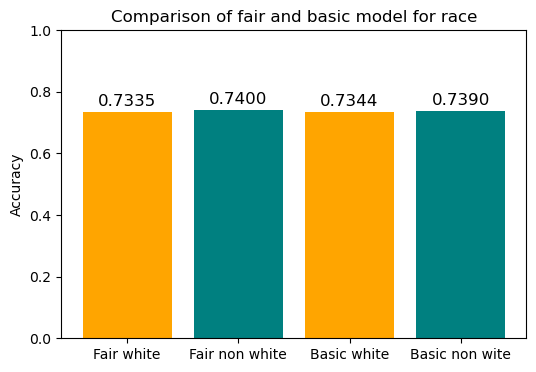 Comparison of fair and basic model for race
1.0
0.8
0.6
0.4
0.2
0.0
Accuracy
0.7335
0.7400
0.7344
0.7390
Fair white
Fair non white
Basic white
Basic non wite